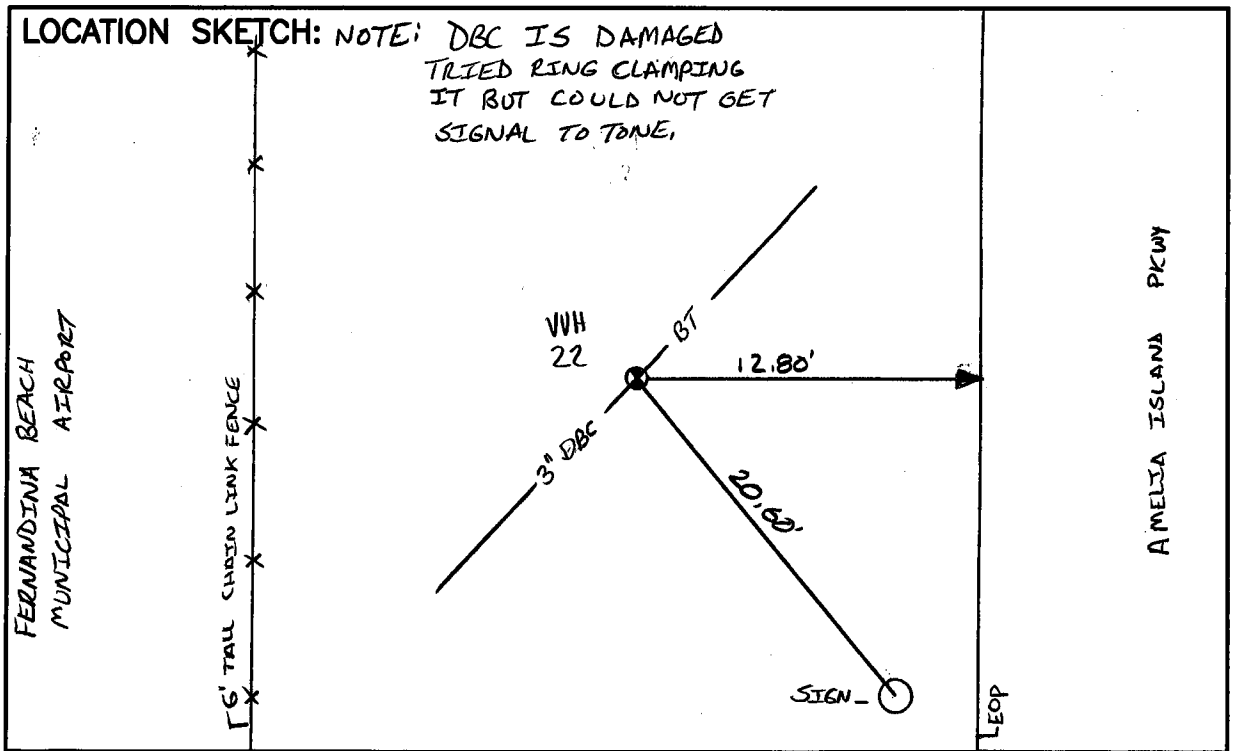 LOCATION SKETCH: NOTE: DBC IS DAMAGED
TRIED RING CLAMPING
IT BUT COULD NOT GET
SIGNAL TO TONE.
FERNANDINA BEACH
MUNICIPAL AIRPORT
6' TALL CHAIN LINK FENCE
VVH
22
BT
12.80'
3" DBC
20.60'
SIGN
EOP
AMELIA ISLAND PKWY